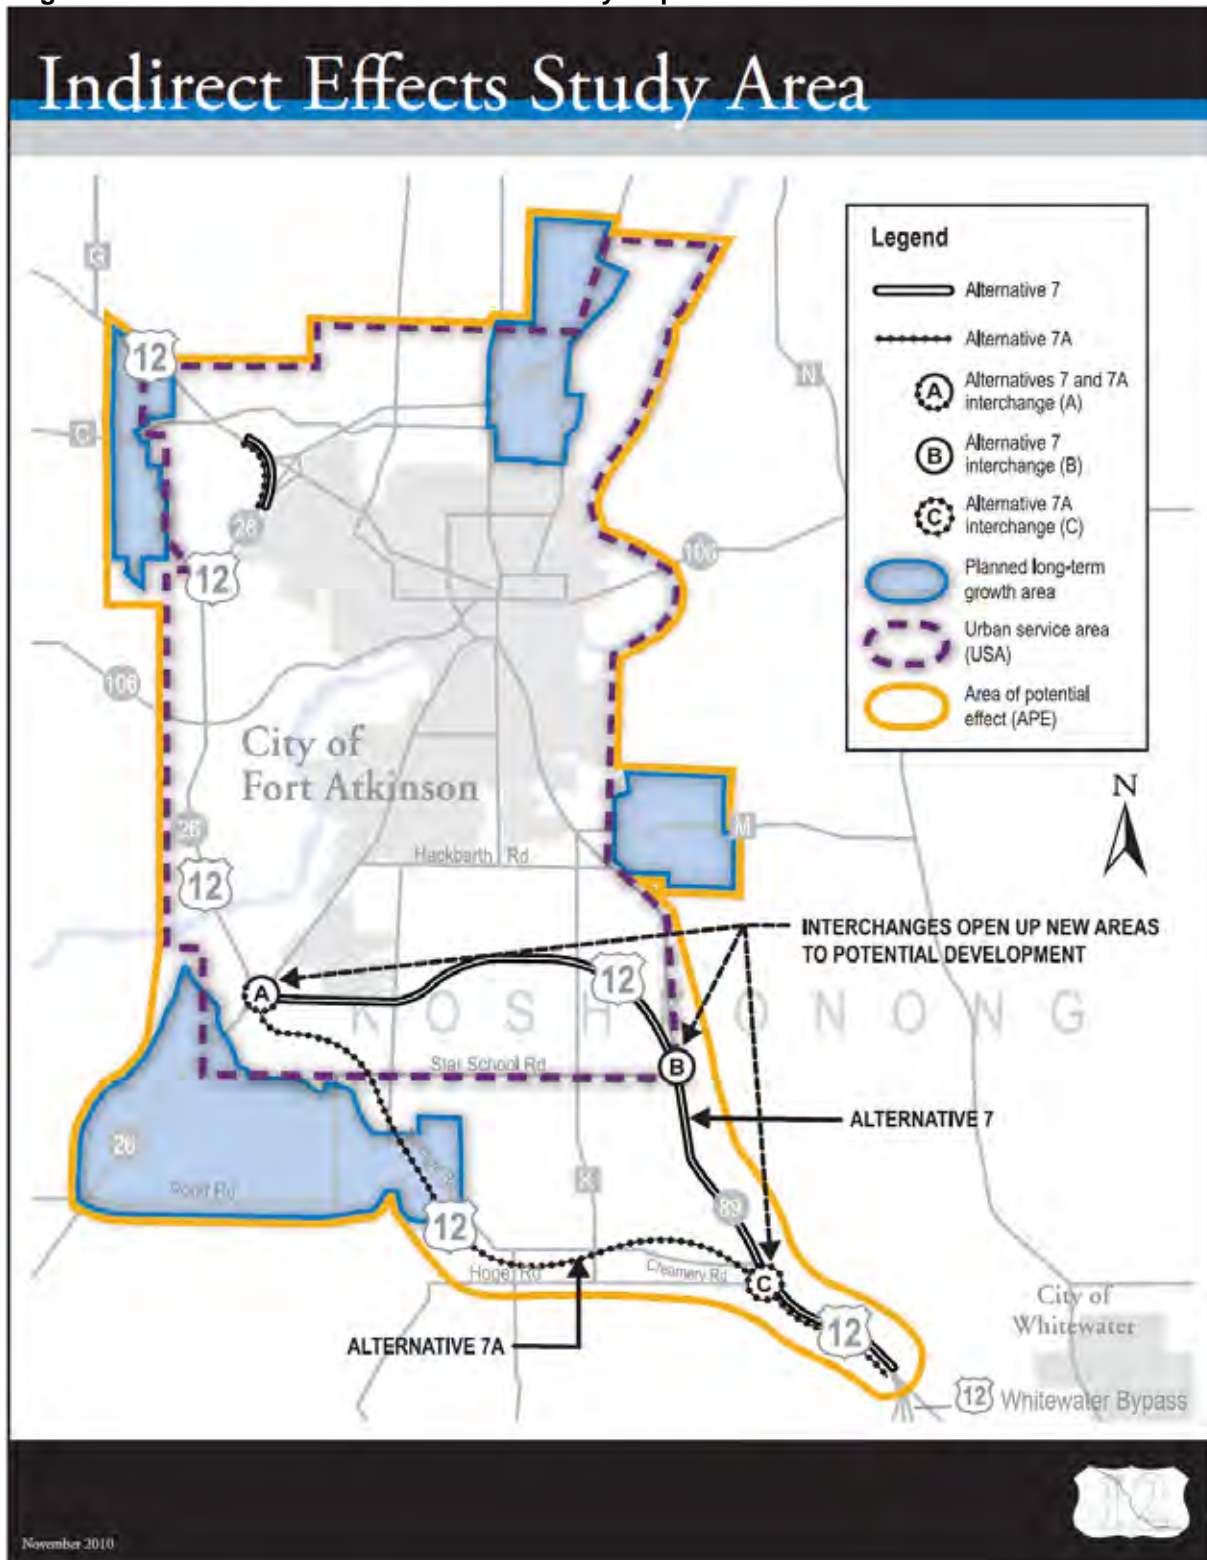 Indirect Effects Study Area
Legend
Alternative 7
Alternative 7A
A
Alternatives 7 and 7A
interchange (A)
B
Alternative 7
interchange (B)
C
Alternative 7A
interchange (C)
Planned long-term
growth area
Urban service area
(USA)
Area of potential
effect (APE)
G
12
N
C
26
12
106
106
City of
Fort Atkinson
N
26
M
Hackbarth Rd
12
INTERCHANGES OPEN UP NEW AREAS
TO POTENTIAL DEVELOPMENT
12
A
KOSHKONONG
Star School Rd
B
ALTERNATIVE 7
26
K
89
12
Hoge Rd
Creamery Rd
C
City of
Whitewater
12
ALTERNATIVE 7A
12 Whitewater Bypass
12
November 2010